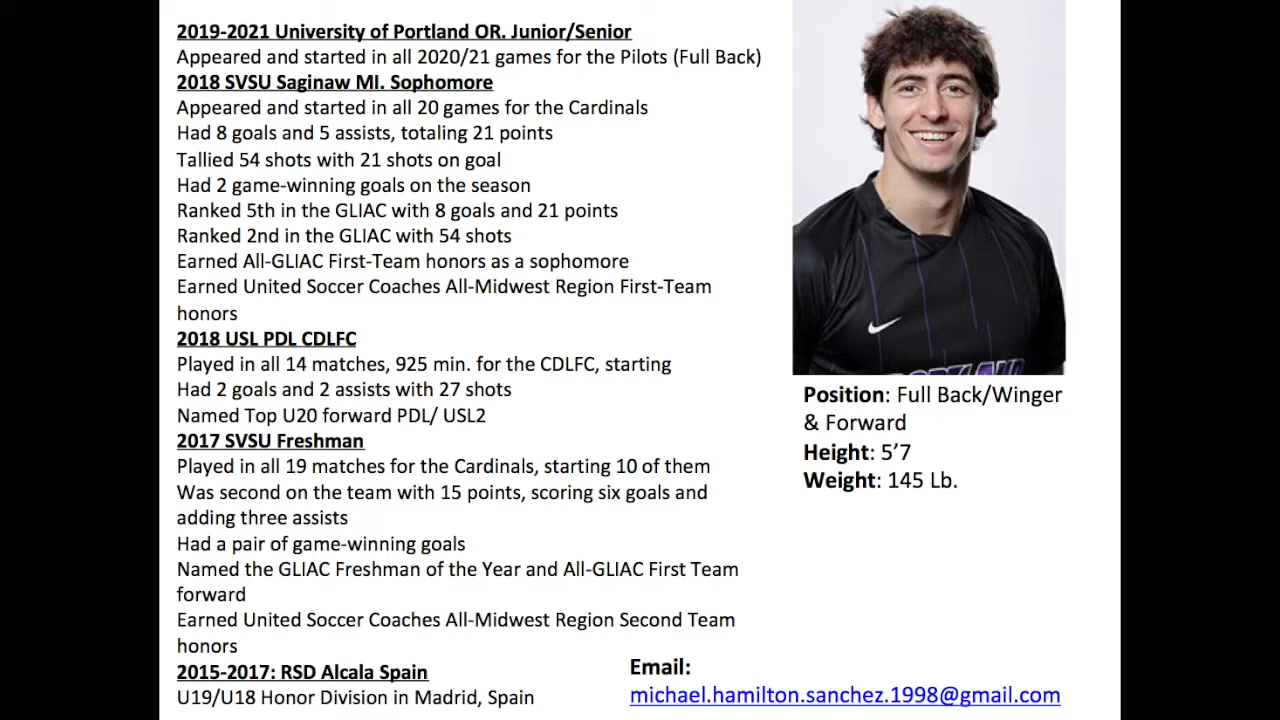 2019-2021 University of Portland OR. Junior/Senior
Appeared and started in all 2020/21 games for the Pilots (Full Back)
2018 SVSU Saginaw MI. Sophomore
Appeared and started in all 20 games for the Cardinals
Had 8 goals and 5 assists, totaling 21 points
Tallied 54 shots with 21 shots on goal
Had 2 game-winning goals on the season
Ranked 5th in the GLIAC with 8 goals and 21 points
Ranked 2nd in the GLIAC with 54 shots
Earned All-GLIAC First-Team honors as a sophomore
Earned United Soccer Coaches All-Midwest Region First-Team
honors
2018 USL PDL CDLFC
Played in all 14 matches, 925 min. for the CDLFC, starting
Had 2 goals and 2 assists with 27 shots
Named Top U20 forward PDL/ USL2
2017 SVSU Freshman
Played in all 19 matches for the Cardinals, starting 10 of them
Was second on the team with 15 points, scoring six goals and
adding three assists
Had a pair of game-winning goals
Named the GLIAC Freshman of the Year and All-GLIAC First Team
forward
Earned United Soccer Coaches All-Midwest Region Second Team
honors
2015-2017: RSD Alcala Spain
U19/U18 Honor Division in Madrid, Spain
Position: Full Back/Winger
& Forward
Height: 5’7
Weight: 145 Lb.
Email:
michael.hamilton.sanchez.1998@gmail.com